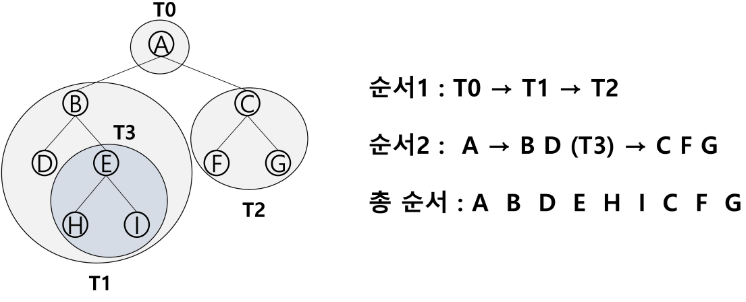 T0
A
B
C
T3
D
E
F
G
T2
H
I
T1
순서1 : T0 → T1 → T2
순서2 :  A → B D (T3) → C F G
총 순서 : A  B  D  E  H  I  C  F  G